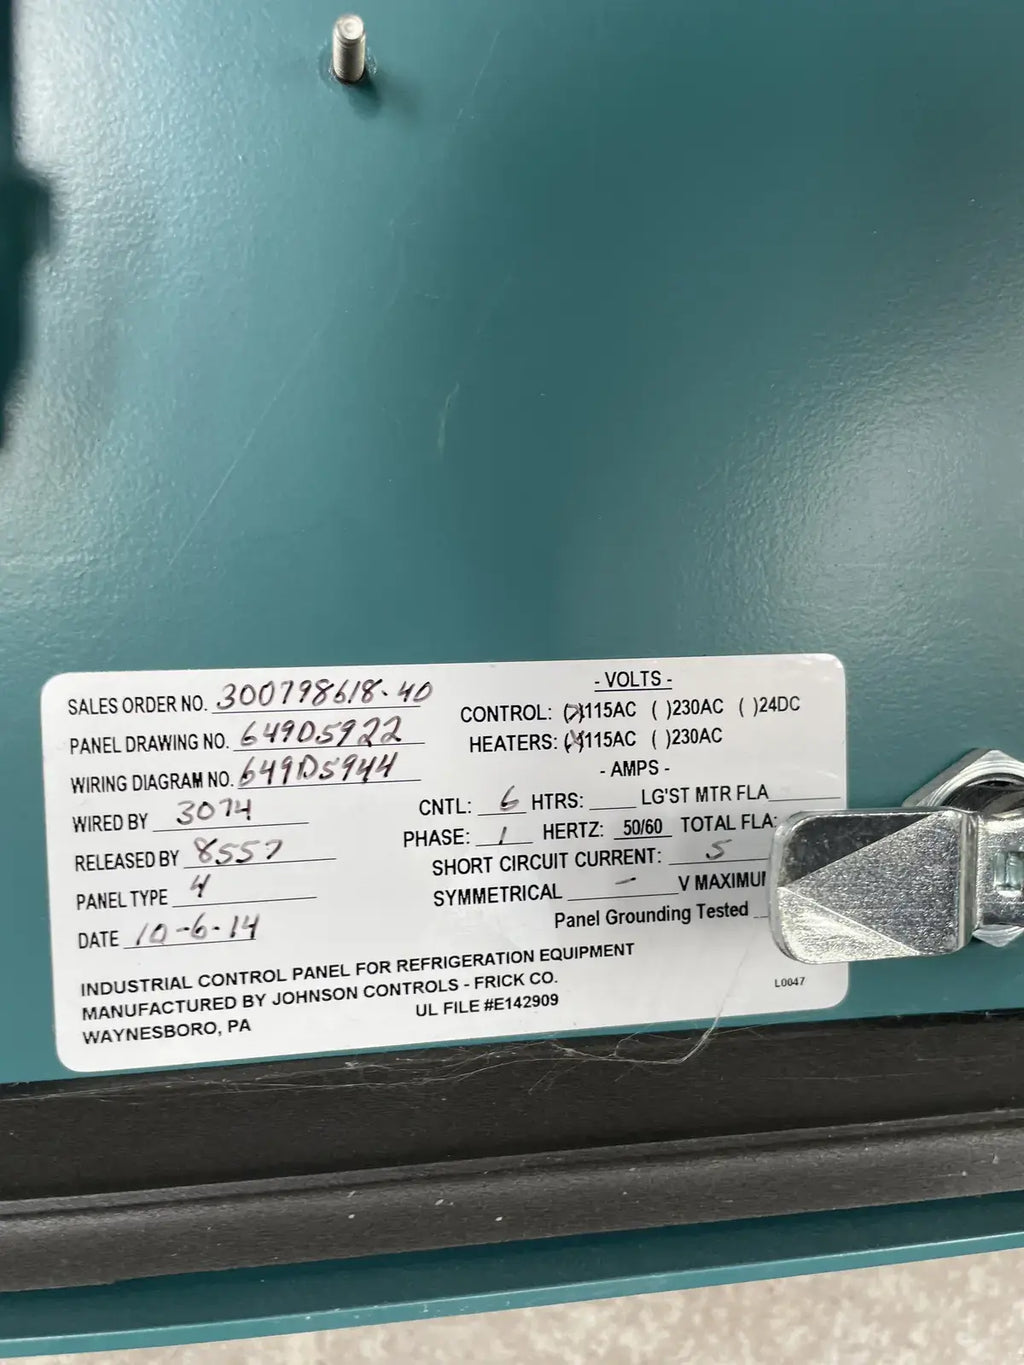 SALES ORDER NO. 300798618-40
PANEL DRAWING NO. 649D5922
WIRING DIAGRAM NO. 649D5944
WIRED BY 3074
RELEASED BY 8557
PANEL TYPE 4
DATE 10-6-14
- VOLTS -
CONTROL: (X)115AC ( )230AC ( )24DC
HEATERS: (X)115AC ( )230AC
- AMPS -
CNTL: 6 HTRS: ____ LG'ST MTR FLA ____
PHASE: 1 HERTZ: 50/60 TOTAL FLA:
SHORT CIRCUIT CURRENT: 5
SYMMETRICAL - V
Panel Grounding Tested
INDUSTRIAL CONTROL PANEL FOR REFRIGERATION EQUIPMENT
MANUFACTURED BY JOHNSON CONTROLS - FRICK CO.
WAYNESBORO, PA UL FILE #E142909
L0047